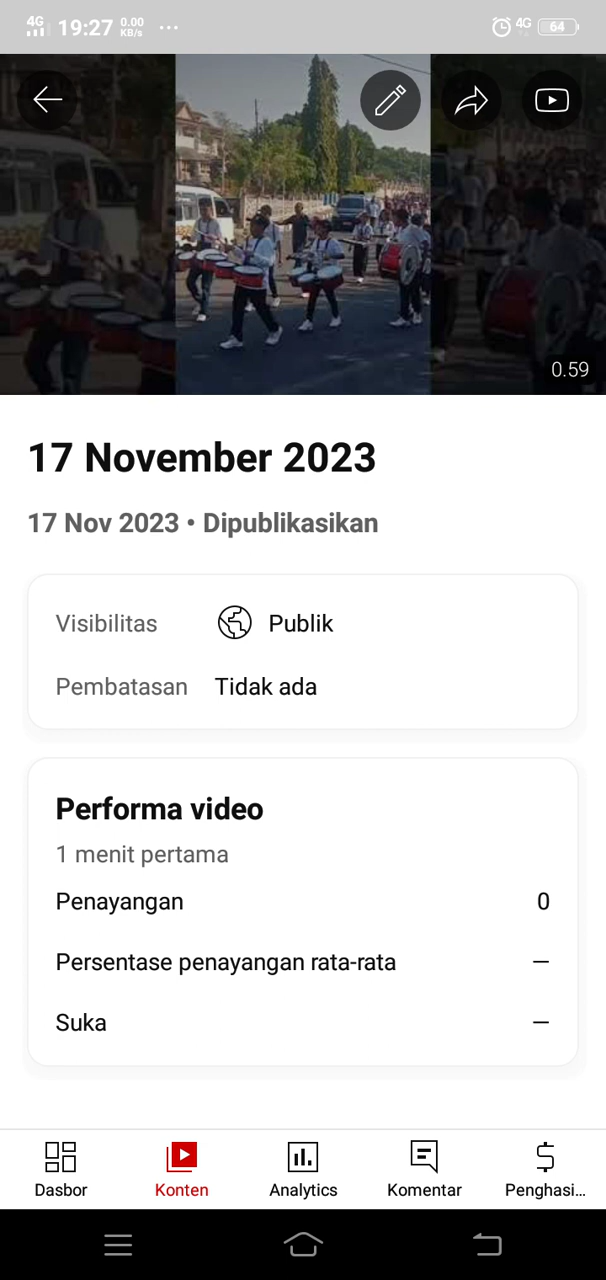 4G 19:27 0.00 KB/s ... 4G 64
0.59
17 November 2023
17 Nov 2023 • Dipublikasikan
Visibilitas Publik
Pembatasan Tidak ada
Performa video
1 menit pertama
Penayangan 0
Persentase penayangan rata-rata –
Suka –
Dasbor Konten Analytics Komentar Penghasi...